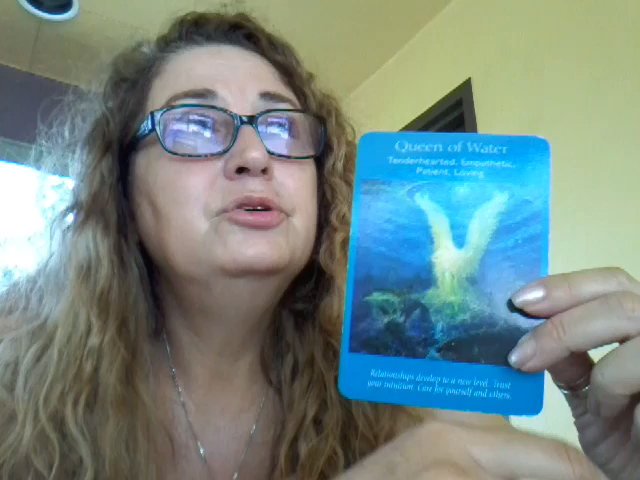 Queen of Water
Tenderhearted, Empathetic,
Patient, Loving
Relationships develop to a new level. Trust
your intuition. Care for yourself and others.